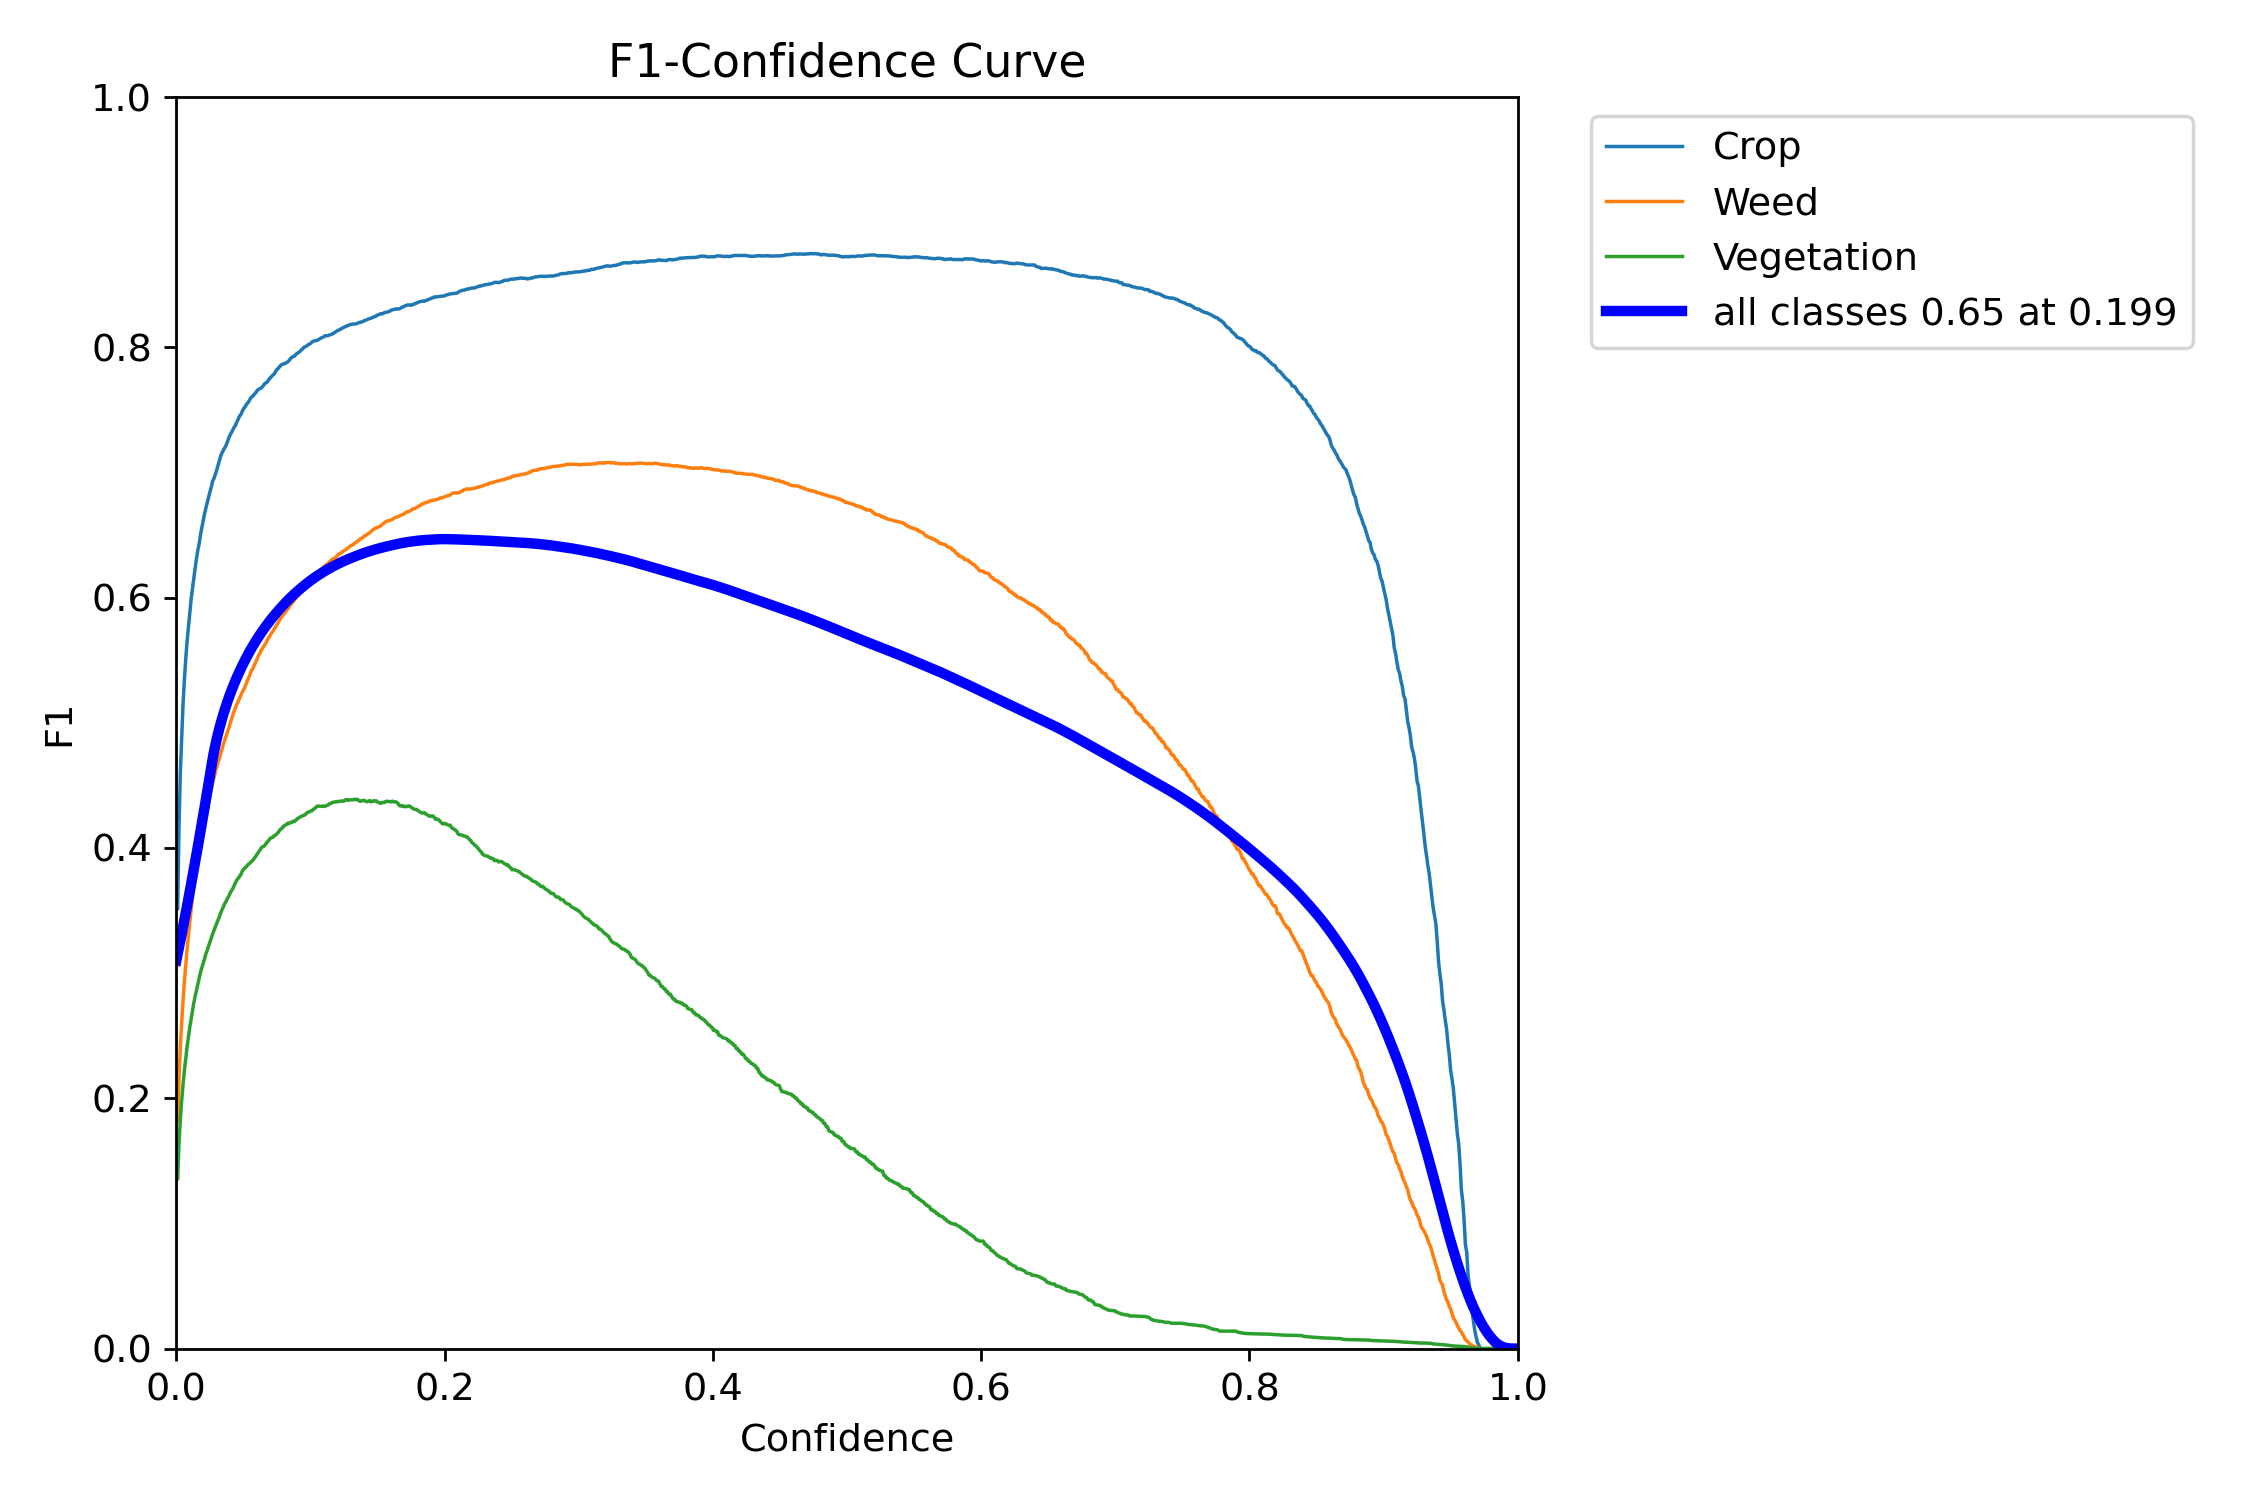 F1-Confidence Curve
1.0
0.8
0.6
0.4
0.2
0.0
F1
0.0 0.2 0.4 0.6 0.8 1.0
Confidence
Crop
Weed
Vegetation
all classes 0.65 at 0.199